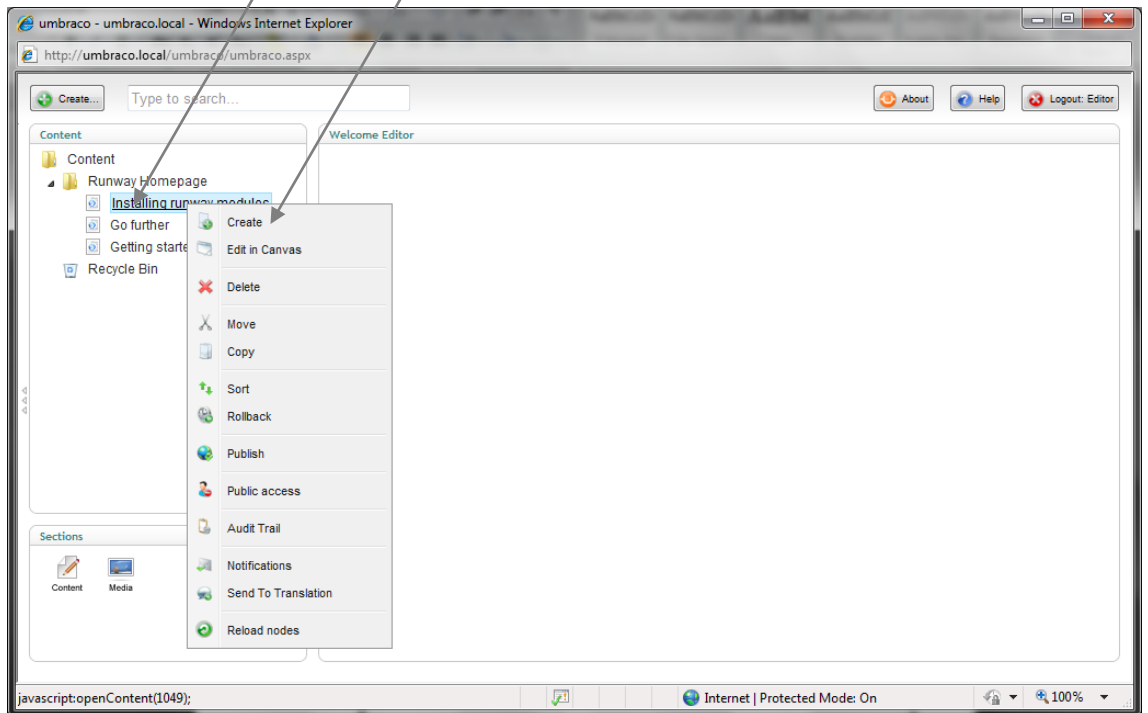 umbraco - umbraco.local - Windows Internet Explorer
http://umbraco.local/umbraco/umbraco.aspx
Create... Type to search... About Help Logout: Editor
Content Welcome Editor
Content
Runway Homepage
Installing runway modules
Go further
Getting starte
Recycle Bin
Create
Edit in Canvas
Delete
Move
Copy
Sort
Rollback
Publish
Public access
Audit Trail
Notifications
Send To Translation
Reload nodes
Sections
Content Media
javascript:openContent(1049); Internet | Protected Mode: On 100%